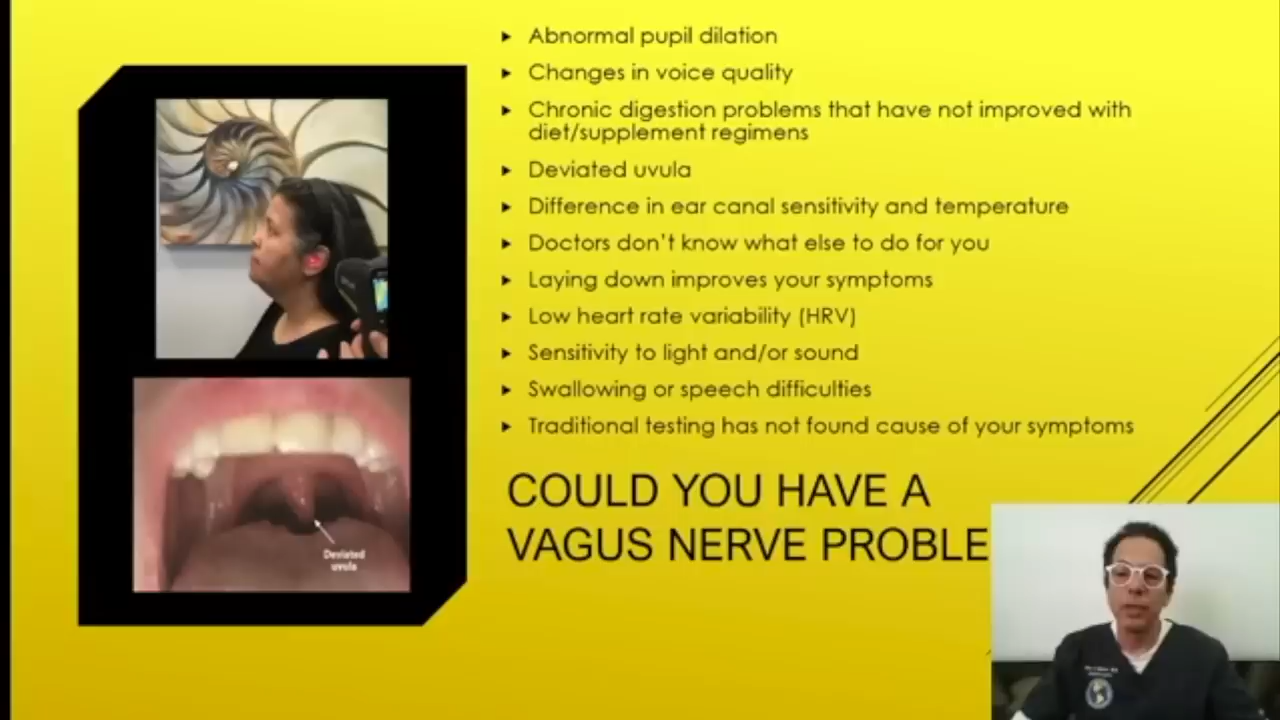 Abnormal pupil dilation
Changes in voice quality
Chronic digestion problems that have not improved with
diet/supplement regimens
Deviated uvula
Difference in ear canal sensitivity and temperature
Doctors don't know what else to do for you
Laying down improves your symptoms
Low heart rate variability (HRV)
Sensitivity to light and/or sound
Swallowing or speech difficulties
Traditional testing has not found cause of your symptoms
COULD YOU HAVE A
VAGUS NERVE PROBLE
Deviated
uvula